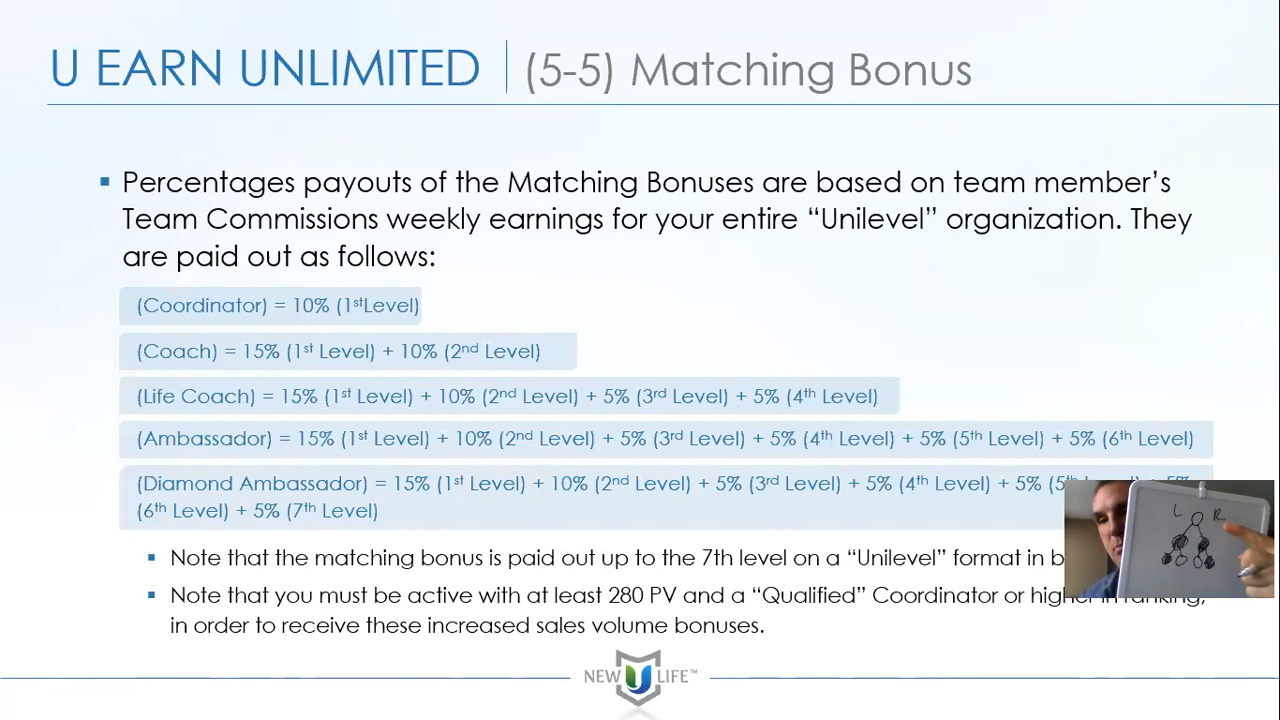 U EARN UNLIMITED (5-5) Matching Bonus
▪ Percentages payouts of the Matching Bonuses are based on team member's
Team Commissions weekly earnings for your entire “Unilevel” organization. They
are paid out as follows:
(Coordinator) = 10% (1stLevel)
(Coach) = 15% (1st Level) + 10% (2nd Level)
(Life Coach) = 15% (1st Level) + 10% (2nd Level) + 5% (3rd Level) + 5% (4th Level)
(Ambassador) = 15% (1st Level) + 10% (2nd Level) + 5% (3rd Level) + 5% (4th Level) + 5% (5th Level) + 5% (6th Level)
(Diamond Ambassador) = 15% (1st Level) + 10% (2nd Level) + 5% (3rd Level) + 5% (4th Level) + 5%
(6th Level) + 5% (7th Level)
L R
▪ Note that the matching bonus is paid out up to the 7th level on a “Unilevel” format in
▪ Note that you must be active with at least 280 PV and a “Qualified” Coordinator or higher in ranking,
in order to receive these increased sales volume bonuses.
NEW U LIFE™